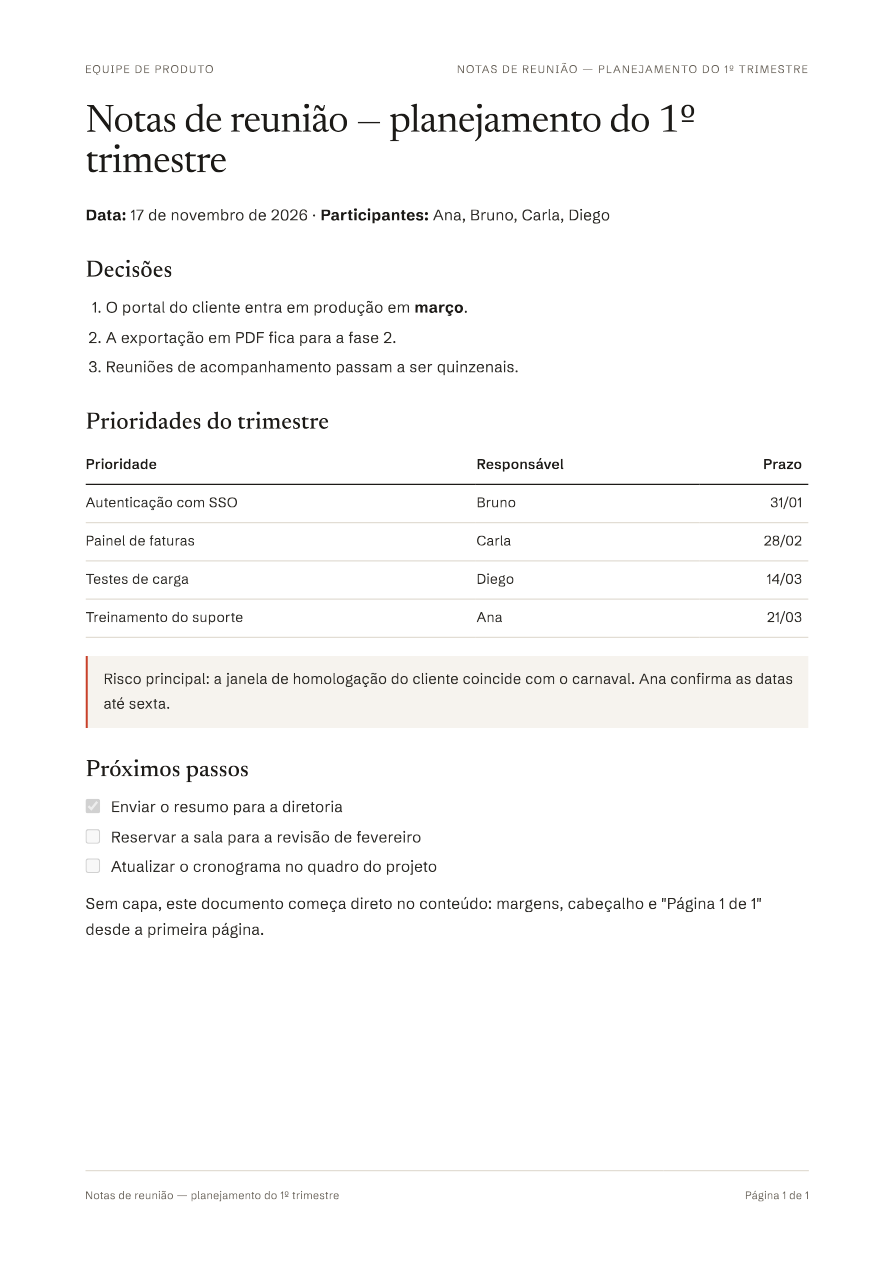 EQUIPE DE PRODUTO
NOTAS DE REUNIÃO — PLANEJAMENTO DO 1º TRIMESTRE
Notas de reunião — planejamento do 1º
trimestre
Data: 17 de novembro de 2026 · Participantes: Ana, Bruno, Carla, Diego
Decisões
1. O portal do cliente entra em produção em março.
2. A exportação em PDF fica para a fase 2.
3. Reuniões de acompanhamento passam a ser quinzenais.
Prioridades do trimestre
Prioridade Responsável Prazo
Autenticação com SSO Bruno 31/01
Painel de faturas Carla 28/02
Testes de carga Diego 14/03
Treinamento do suporte Ana 21/03
Risco principal: a janela de homologação do cliente coincide com o carnaval. Ana confirma as datas
até sexta.
Próximos passos
Enviar o resumo para a diretoria
Reservar a sala para a revisão de fevereiro
Atualizar o cronograma no quadro do projeto
Sem capa, este documento começa direto no conteúdo: margens, cabeçalho e "Página 1 de 1"
desde a primeira página.
Notas de reunião — planejamento do 1º trimestre
Página 1 de 1